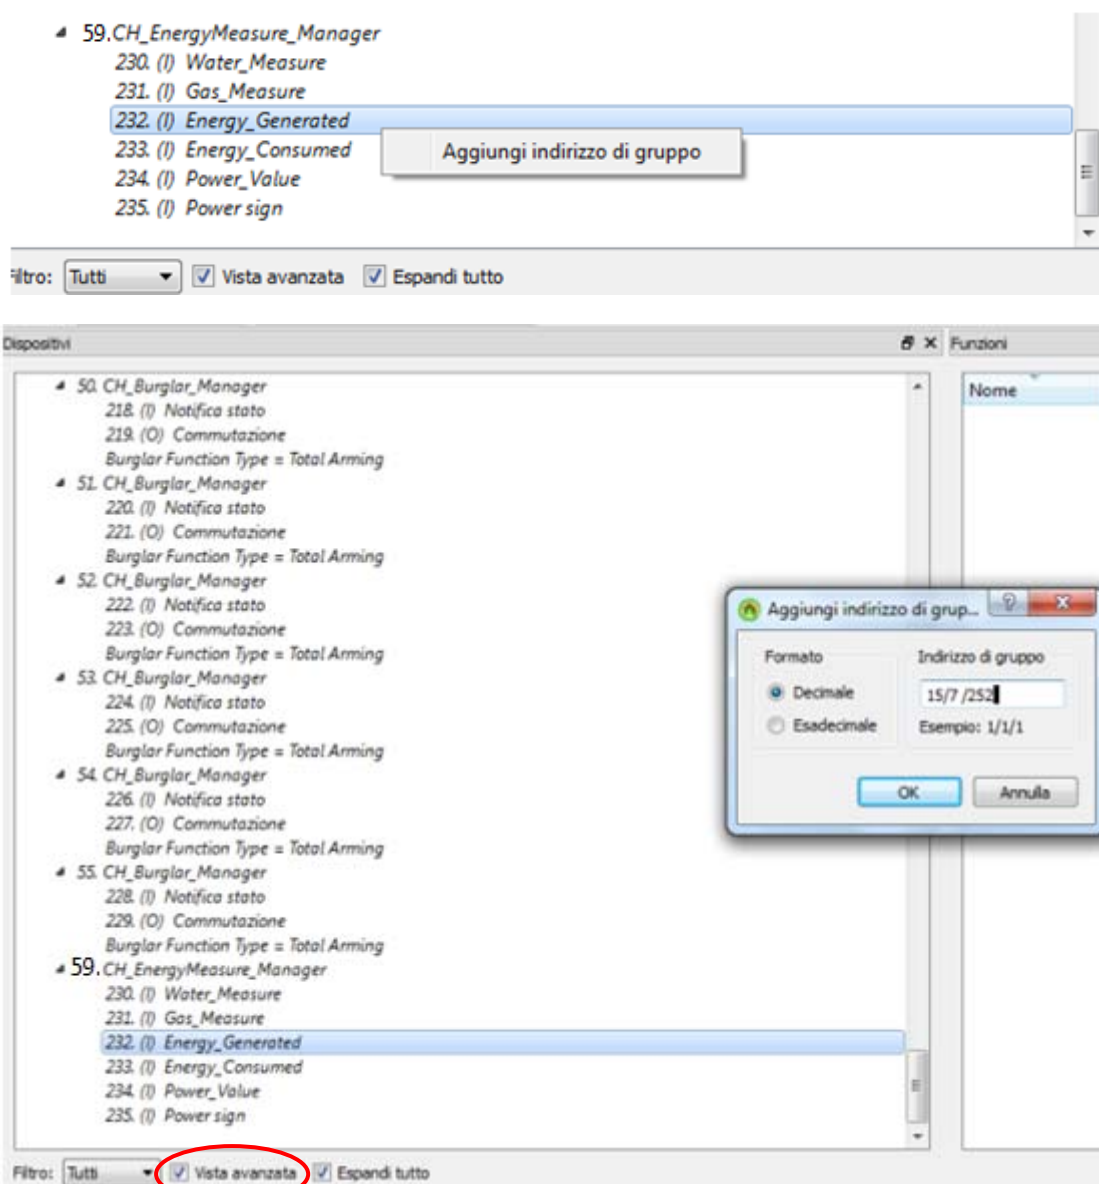 59.CH_EnergyMeasure_Manager
230. (I) Water_Measure
231. (I) Gas_Measure
232. (I) Energy_Generated
233. (I) Energy_Consumed
Aggiungi indirizzo di gruppo
234. (I) Power_Value
235. (I) Power sign
iltro: Tutti Vista avanzata Espandi tutto
Dispositivi
Funzioni
Nome
50. CH_Burglar_Manager
218. (I) Notifica stato
219. (O) Commutazione
Burglar Function Type = Total Arming
51. CH_Burglar_Manager
220. (I) Notifica stato
221. (O) Commutazione
Burglar Function Type = Total Arming
52. CH_Burglar_Manager
222. (I) Notifica stato
223. (O) Commutazione
Burglar Function Type = Total Arming
53. CH_Burglar_Manager
224. (I) Notifica stato
225. (O) Commutazione
Burglar Function Type = Total Arming
54. CH_Burglar_Manager
226. (I) Notifica stato
227. (O) Commutazione
Burglar Function Type = Total Arming
55. CH_Burglar_Manager
228. (I) Notifica stato
229. (O) Commutazione
Burglar Function Type = Total Arming
59. CH_EnergyMeasure_Manager
230. (I) Water_Measure
231. (I) Gas_Measure
232. (I) Energy_Generated
233. (I) Energy_Consumed
234. (I) Power_Value
235. (I) Power sign
Aggiungi indirizzo di grup...
Formato
Indirizzo di gruppo
Decimale
15/7 /252
Esadecimale
Esempio: 1/1/1
OK
Annulla
Filtro: Tutti Vista avanzata Espandi tutto